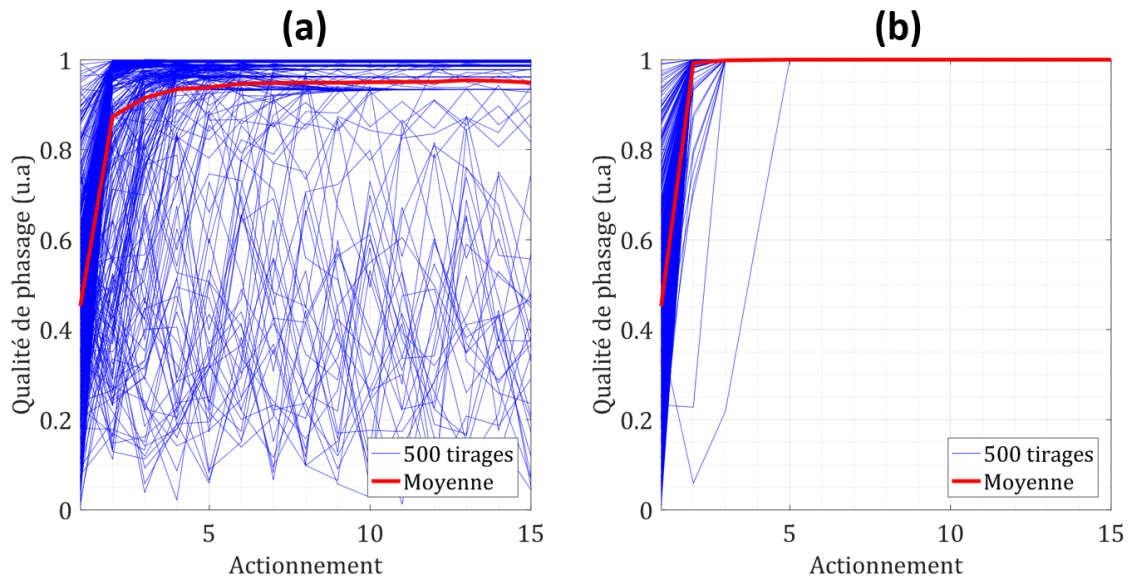 (a)
Qualité de phasage (u.a)
1
0.8
0.6
0.4
0.2
0
5
10
15
Actionnement
500 tirages
Moyenne
(b)
Qualité de phasage (u.a)
1
0.8
0.6
0.4
0.2
0
5
10
15
Actionnement
500 tirages
Moyenne